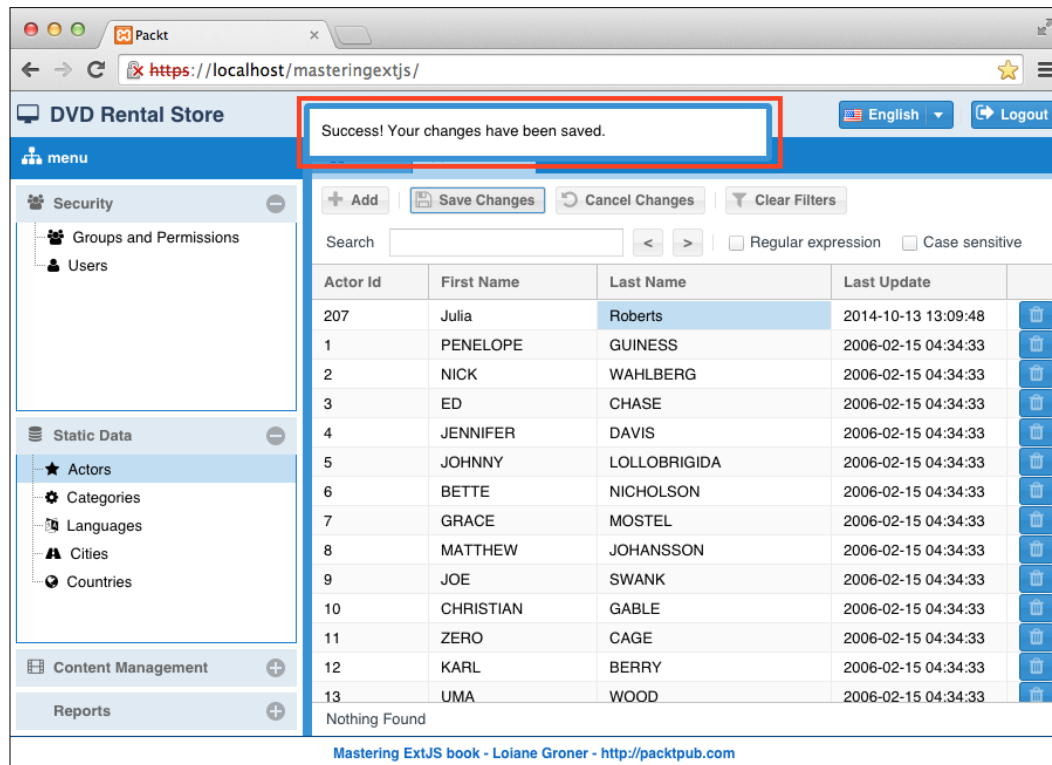 Packt
https://localhost/masteringextjs/
DVD Rental Store
Success! Your changes have been saved.
English
Logout
menu
Security
Groups and Permissions
Users
Static Data
Actors
Categories
Languages
Cities
Countries
Content Management
Reports
Add Save Changes Cancel Changes Clear Filters
Search < > Regular expression Case sensitive
Actor Id First Name Last Name Last Update
207 Julia Roberts 2014-10-13 13:09:48
1 PENELOPE GUINESS 2006-02-15 04:34:33
2 NICK WAHLBERG 2006-02-15 04:34:33
3 ED CHASE 2006-02-15 04:34:33
4 JENNIFER DAVIS 2006-02-15 04:34:33
5 JOHNNY LOLLOBRIGIDA 2006-02-15 04:34:33
6 BETTE NICHOLSON 2006-02-15 04:34:33
7 GRACE MOSTEL 2006-02-15 04:34:33
8 MATTHEW JOHANSSON 2006-02-15 04:34:33
9 JOE SWANK 2006-02-15 04:34:33
10 CHRISTIAN GABLE 2006-02-15 04:34:33
11 ZERO CAGE 2006-02-15 04:34:33
12 KARL BERRY 2006-02-15 04:34:33
13 UMA WOOD 2006-02-15 04:34:33
Nothing Found
Mastering ExtJS book - Loiane Groner - http://packtpub.com